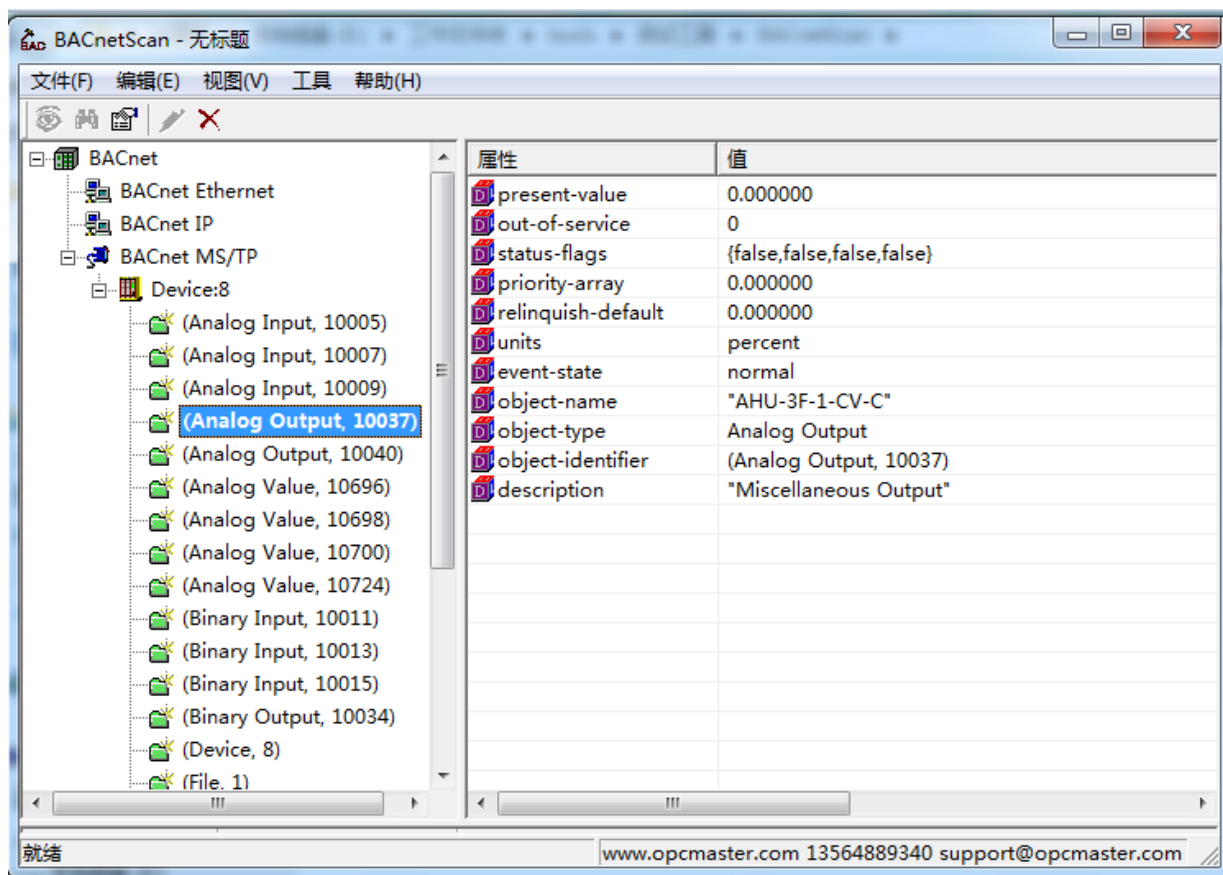 BACnetScan - 无标题
文件(F) 编辑(E) 视图(V) 工具 帮助(H)
BACnet
BACnet Ethernet
BACnet IP
BACnet MS/TP
Device:8
(Analog Input, 10005)
(Analog Input, 10007)
(Analog Input, 10009)
(Analog Output, 10037)
(Analog Output, 10040)
(Analog Value, 10696)
(Analog Value, 10698)
(Analog Value, 10700)
(Analog Value, 10724)
(Binary Input, 10011)
(Binary Input, 10013)
(Binary Input, 10015)
(Binary Output, 10034)
(Device, 8)
(File, 1)
属性 值
present-value 0.000000
out-of-service 0
status-flags {false,false,false,false}
priority-array 0.000000
relinquish-default 0.000000
units percent
event-state normal
object-name "AHU-3F-1-CV-C"
object-type Analog Output
object-identifier (Analog Output, 10037)
description "Miscellaneous Output"
就绪 www.opcmaster.com 13564889340 support@opcmaster.com